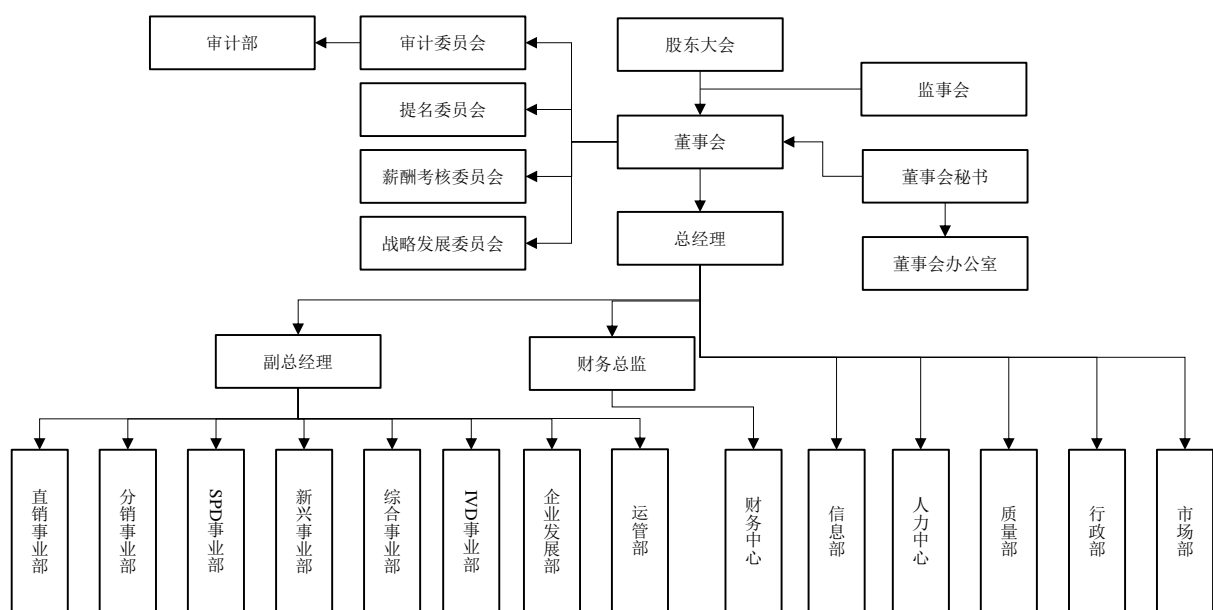 审计部
审计委员会
股东大会
监事会
提名委员会
董事会
薪酬考核委员会
董事会秘书
战略发展委员会
总经理
董事会办公室
副总经理
财务总监
直销事业部
分销事业部
SPD事业部
新兴事业部
综合事业部
IVD事业部
企业发展部
运管部
财务中心
信息部
人力中心
质量部
行政部
市场部